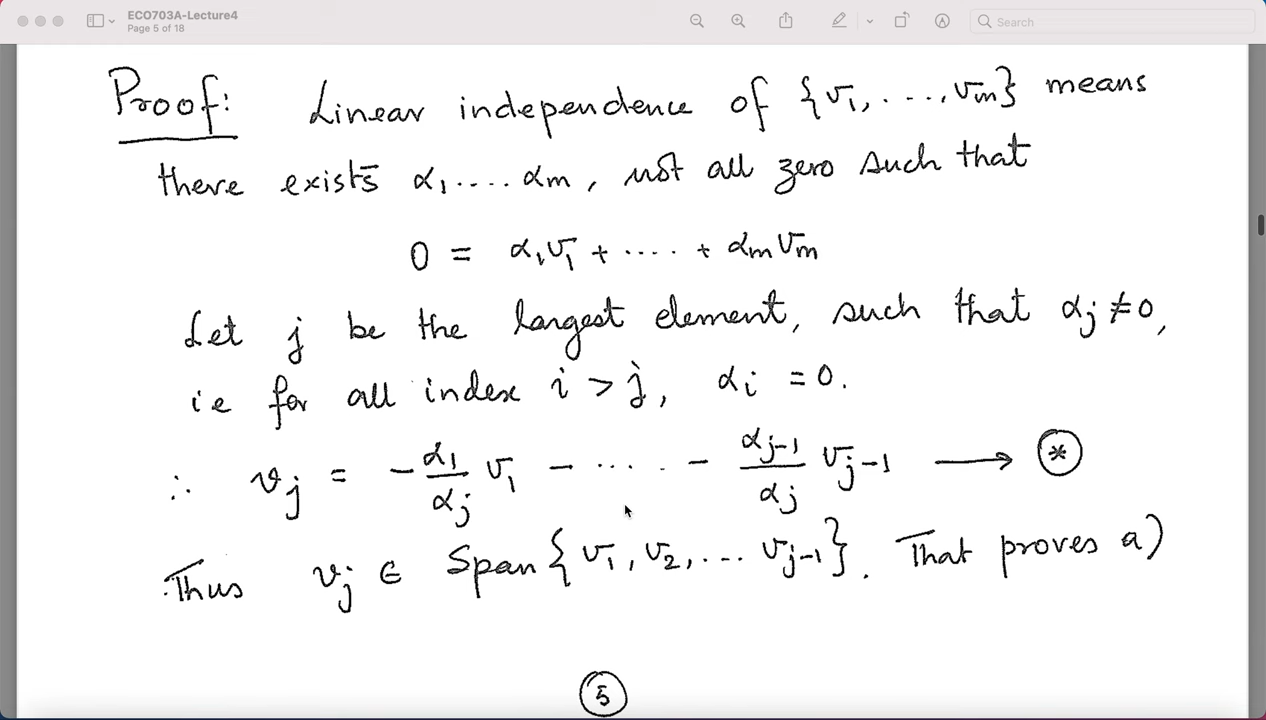 ECO703A-Lecture4
Page 5 of 18
Search
Proof: Linear independence of {v₁, ...., vₘ} means
there exists α₁ .... αₘ, not all zero such that
0 = α₁v₁ + .... + αₘvₘ
Let j be the largest element, such that αⱼ ≠ 0,
ie for all index i > j, αᵢ = 0.
∴ vⱼ = -α₁/αⱼ v₁ - .... - αⱼ₋₁/αⱼ vⱼ₋₁ → ⊛
Thus vⱼ ∈ Span{v₁, v₂, ... vⱼ₋₁}. That proves a)
5